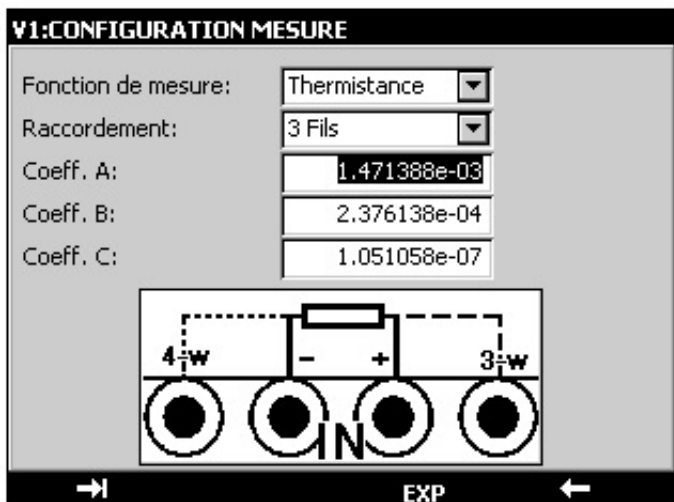 V1:CONFIGURATION MESURE
Fonction de mesure: Thermistance
Raccordement: 3 Fils
Coeff. A: 1.471388e-03
Coeff. B: 2.376138e-04
Coeff. C: 1.051058e-07
4-w - + 3-w
IN
EXP